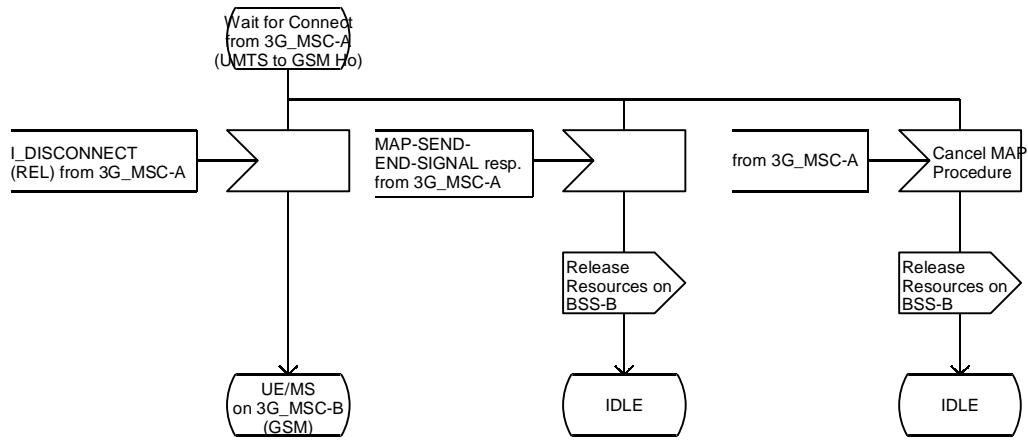 Wait for Connect
from 3G_MSC-A
(UMTS to GSM Ho)
I_DISCONNECT
(REL) from 3G_MSC-A
MAP-SEND-
END-SIGNAL resp.
from 3G_MSC-A
from 3G_MSC-A
Cancel MAP
Procedure
Release
Resources on
BSS-B
Release
Resources on
BSS-B
UE/MS
on 3G_MSC-B
(GSM)
IDLE
IDLE